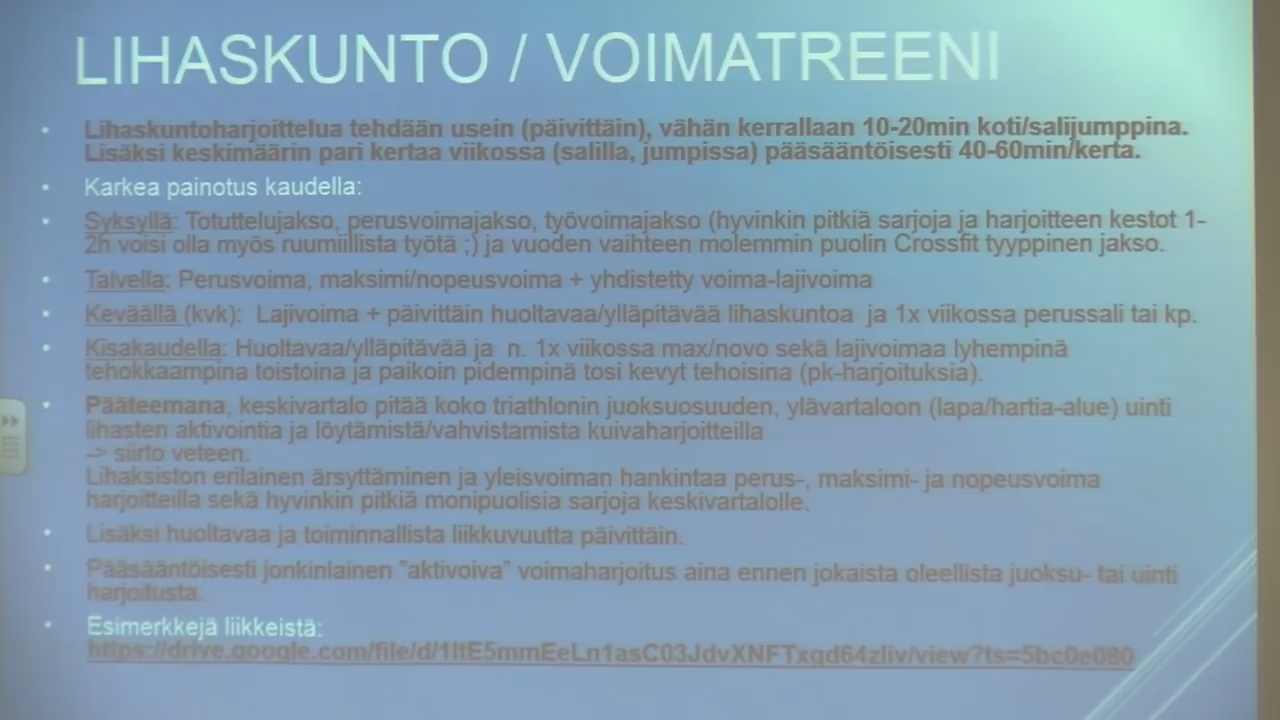 LIHASKUNTO / VOIMATREENI
• Lihaskuntoharjoittelua tehdään usein (päivittäin), vähän kerrallaan 10-20min koti/salijumppina.
Lisäksi keskimäärin pari kertaa viikossa (salilla, jumpissa) pääsääntöisesti 40-60min/kerta.
• Karkea painotus kaudella:
• Syksyllä: Totuttelujakso, perusvoimajakso, työvoimajakso (hyvinkin pitkiä sarjoja ja harjoitteen kestot 1-
2h voisi olla myös ruumiillista työtä ;) ja vuoden vaihteen molemmin puolin Crossfit tyyppinen jakso.
• Talvella: Perusvoima, maksimi/nopeusvoima + yhdistetty voima-lajivoima
• Keväällä (kvk): Lajivoima + päivittäin huoltavaa/ylläpitävää lihaskuntoa ja 1x viikossa perussali tai kp.
• Kisakaudella: Huoltavaa/ylläpitävää ja n. 1x viikossa max/novo sekä lajivoimaa lyhempinä
tehokkaampina toistoina ja paikoin pidempinä tosi kevyt tehoisina (pk-harjoituksia).
• Pääteemana, keskivartalo pitää koko triathlonin juoksuosuuden, ylävartaloon (lapa/hartia-alue) uinti
lihasten aktivointia ja löytämistä/vahvistamista kuivaharjoitteilla
-> siirto veteen.
Lihaksiston erilainen ärsyttäminen ja yleisvoiman hankintaa perus-, maksimi- ja nopeusvoima
harjoitteilla sekä hyvinkin pitkiä monipuolisia sarjoja keskivartalolle.
• Lisäksi huoltavaa ja toiminnallista liikkuvuutta päivittäin.
• Pääsääntöisesti jonkinlainen "aktivoiva" voimaharjoitus aina ennen jokaista oleellista juoksu- tai uinti
harjoitusta.
• Esimerkkejä liikkeistä:
https://drive.google.com/file/d/1ItE5mmEeLn1asC03JdvXNFTxqd64zliv/view?ts=5bc0e080